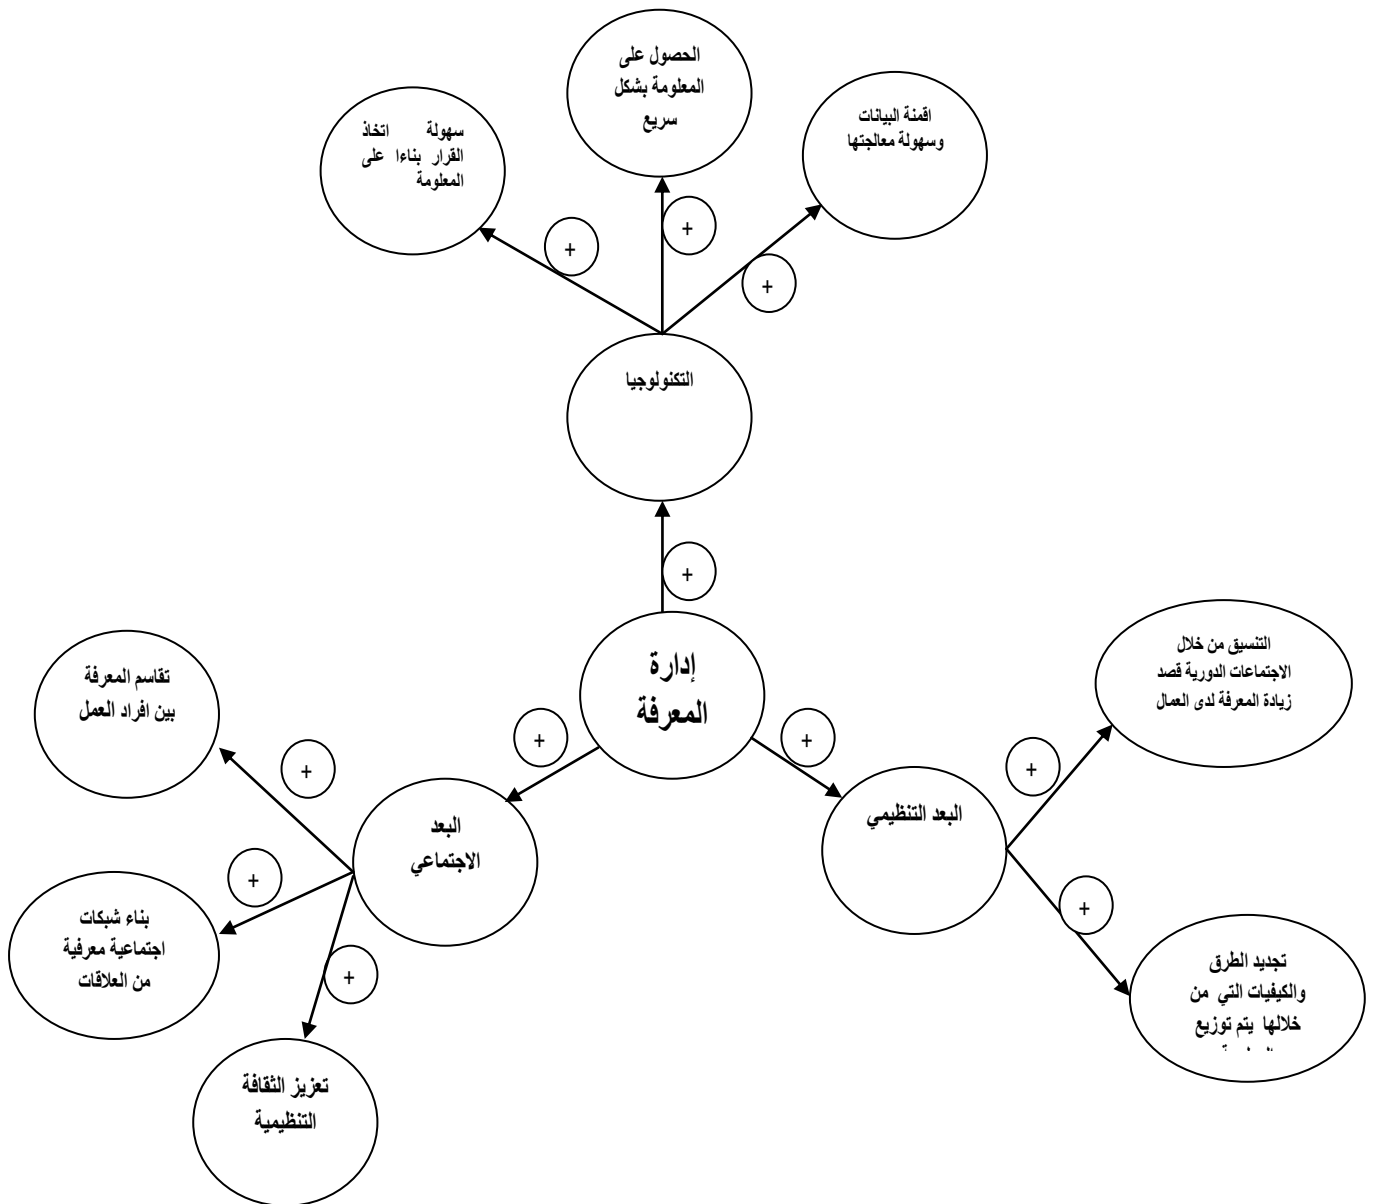 الحصول على
المعلومة بشكل
سريع
اقمنة البيانات
وسهولة معالجتها
سهولة اتخاذ
القرار بناءا على
المعلومة
+
+
+
التكنولوجيا
+
إدارة
المعرفة
التنسيق من خلال
الاجتماعات الدورية قصد
زيادة المعرفة لدى العمال
تقاسم المعرفة
بين افراد العمل
+
+
+
+
البعد التنظيمي
البعد
الاجتماعي
+
+
بناء شبكات
اجتماعية معرفية
من العلاقات
+
تجديد الطرق
والكيفيات التي من
خلالها يتم توزيع
تعزيز الثقافة
التنظيمية